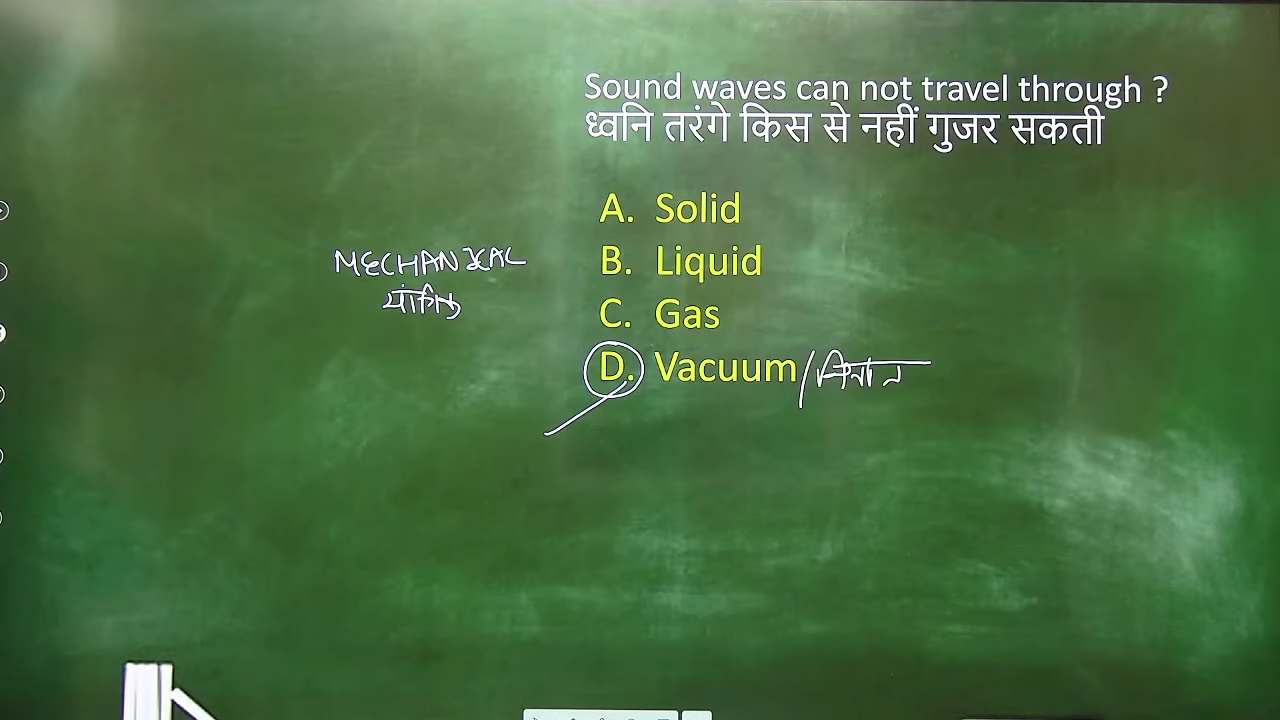 Sound waves can not travel through ?
ध्वनि तरंगे किस से नहीं गुजर सकती
A. Solid
B. Liquid
MECHANICAL
C. Gas
D. Vacuum/